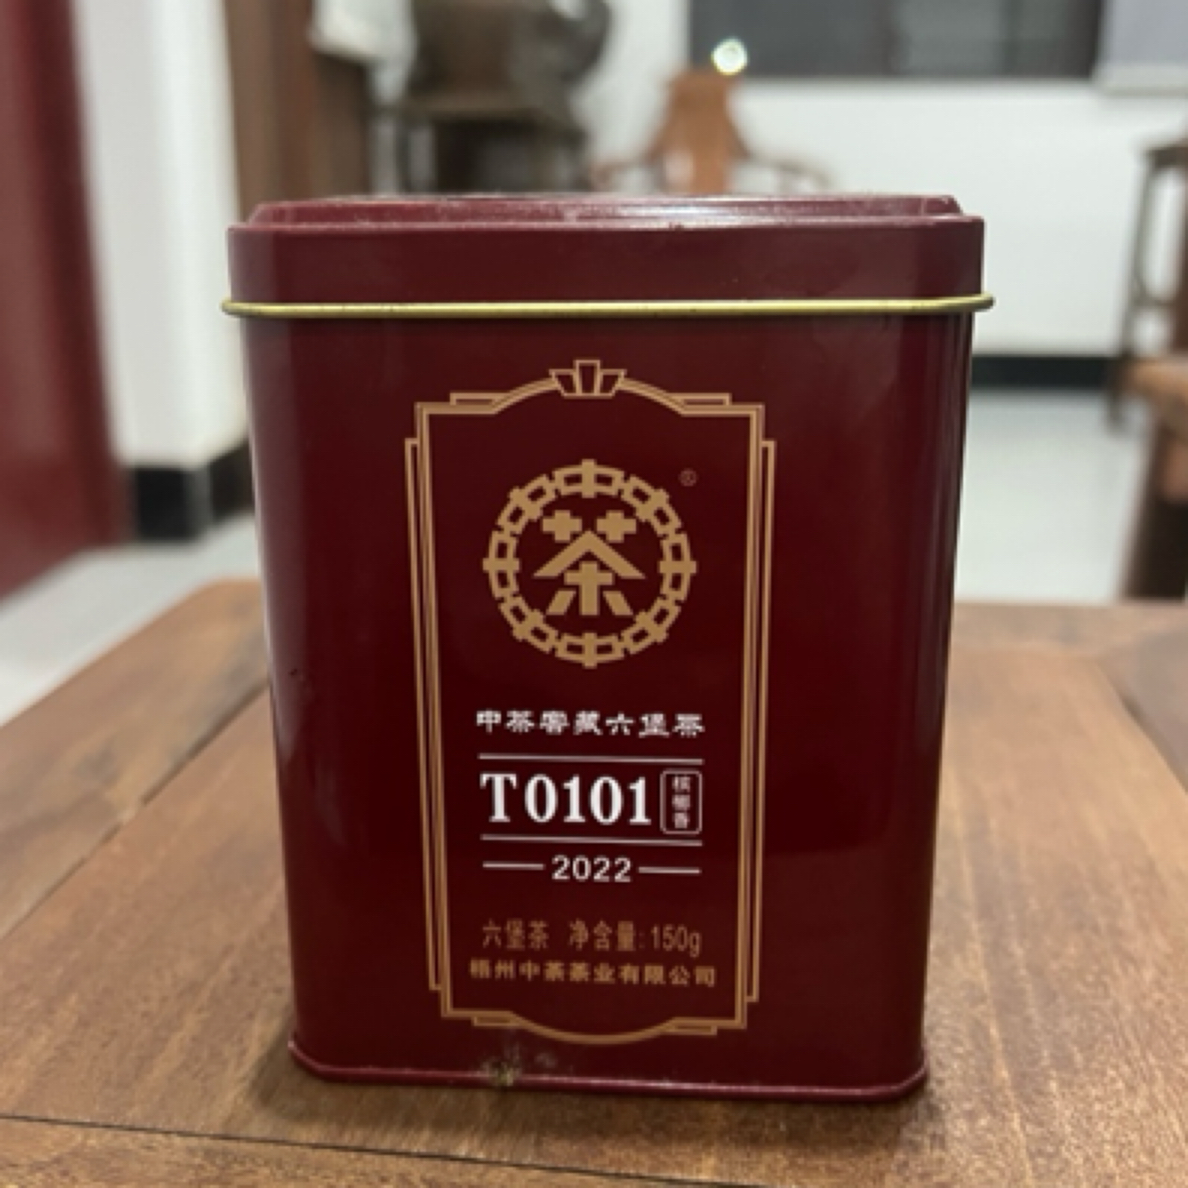 茶
®
中茶窖藏六堡茶
T0101 槟榔香
2022
六堡茶 净含量:150g
梧州中茶茶业有限公司